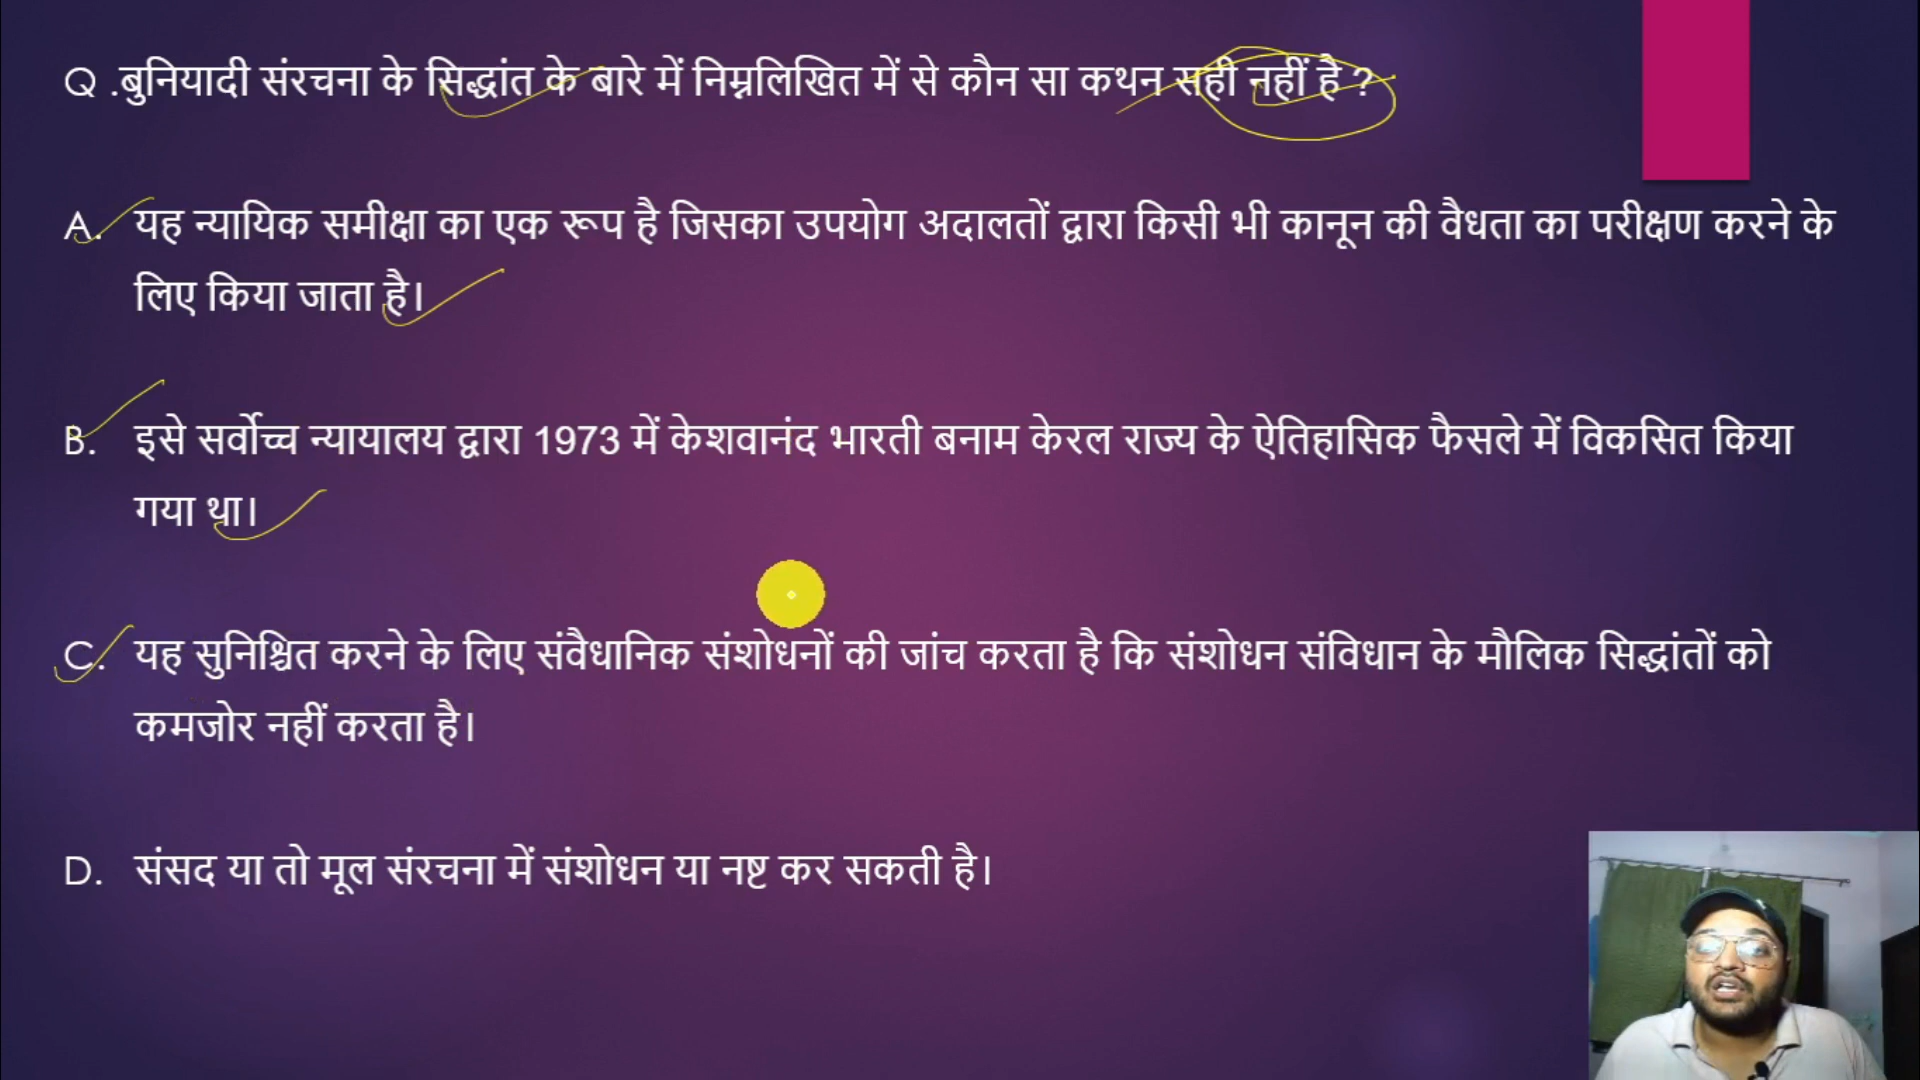 Q .बुनियादी संरचना के सिद्धांत के बारे में निम्नलिखित में से कौन सा कथन सही नहीं है ?
A. यह न्यायिक समीक्षा का एक रूप है जिसका उपयोग अदालतों द्वारा किसी भी कानून की वैधता का परीक्षण करने के
लिए किया जाता है।
B. इसे सर्वोच्च न्यायालय द्वारा 1973 में केशवानंद भारती बनाम केरल राज्य के ऐतिहासिक फैसले में विकसित किया
गया था।
C. यह सुनिश्चित करने के लिए संवैधानिक संशोधनों की जांच करता है कि संशोधन संविधान के मौलिक सिद्धांतों को
कमजोर नहीं करता है।
D. संसद या तो मूल संरचना में संशोधन या नष्ट कर सकती है।